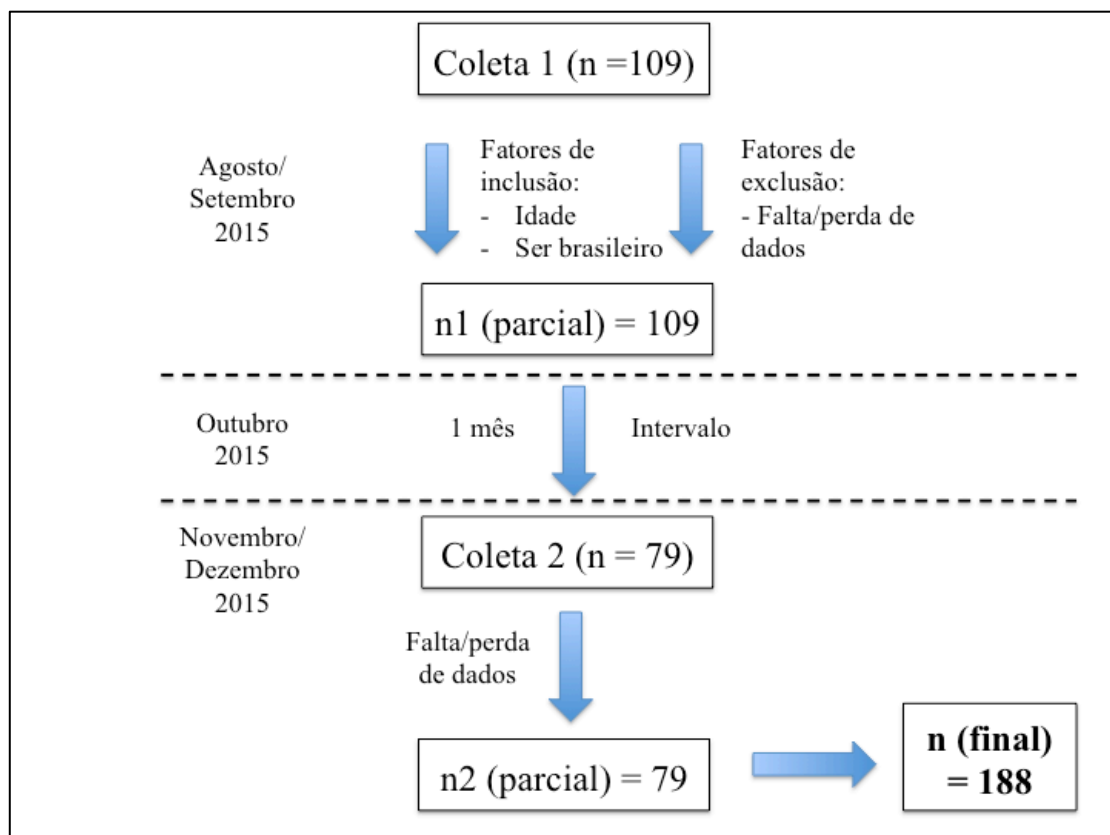 Coleta 1 (n =109)
Agosto/
Setembro
2015
Fatores de
inclusão:
- Idade
- Ser brasileiro
Fatores de
exclusão:
- Falta/perda de
dados
n1 (parcial) = 109
Outubro
2015
1 mês
Intervalo
Novembro/
Dezembro
2015
Coleta 2 (n = 79)
Falta/perda
de dados
n2 (parcial) = 79
n (final)
= 188